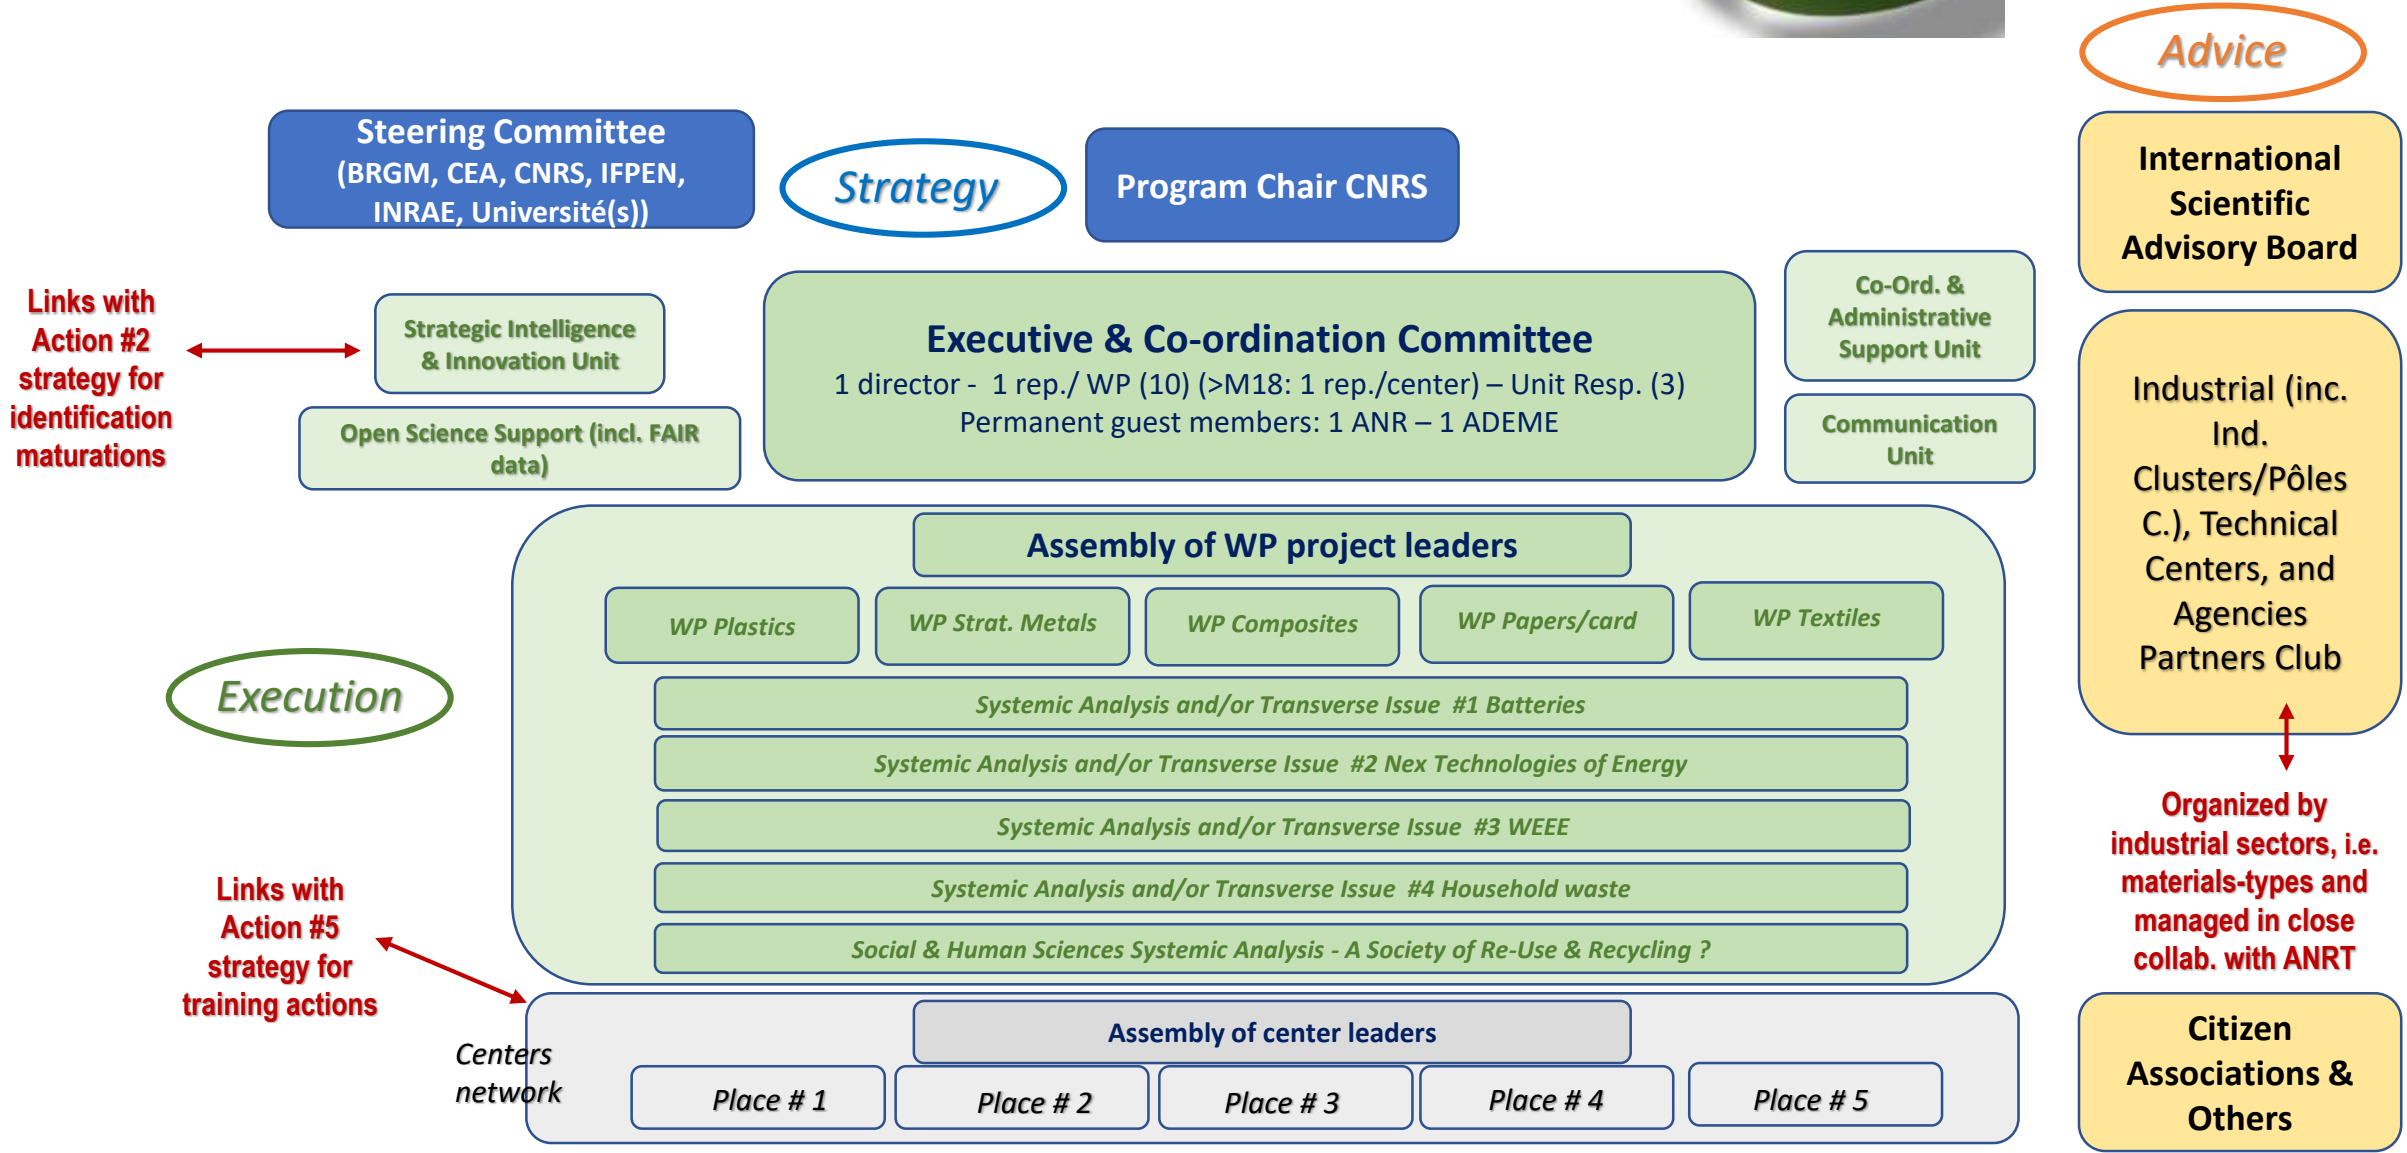 Advice
Steering Committee
(BRGM, CEA, CNRS, IFPEN,
INRAE, Université(s))
Strategy
Program Chair CNRS
International
Scientific
Advisory Board
Links with
Action #2
strategy for
identification
maturations
Strategic Intelligence
& Innovation Unit
Open Science Support (incl. FAIR
data)
Executive & Co-ordination Committee
1 director -  1 rep./ WP (10) (>M18: 1 rep./center) – Unit Resp. (3)
Permanent guest members: 1 ANR – 1 ADEME
Co-Ord. &
Administrative
Support Unit
Communication
Unit
Industrial (inc.
Ind.
Clusters/Pôles
C.), Technical
Centers, and
Agencies
Partners Club
Execution
Assembly of WP project leaders
WP Plastics
WP Strat. Metals
WP Composites
WP Papers/card
WP Textiles
Systemic Analysis and/or Transverse Issue  #1 Batteries
Systemic Analysis and/or Transverse Issue  #2 Nex Technologies of Energy
Systemic Analysis and/or Transverse Issue  #3 WEEE
Systemic Analysis and/or Transverse Issue  #4 Household waste
Social & Human Sciences Systemic Analysis - A Society of Re-Use & Recycling ?
Organized by
industrial sectors, i.e.
materials-types and
managed in close
collab. with ANRT
Links with
Action #5
strategy for
training actions
Centers
network
Assembly of center leaders
Place # 1
Place # 2
Place # 3
Place # 4
Place # 5
Citizen
Associations &
Others